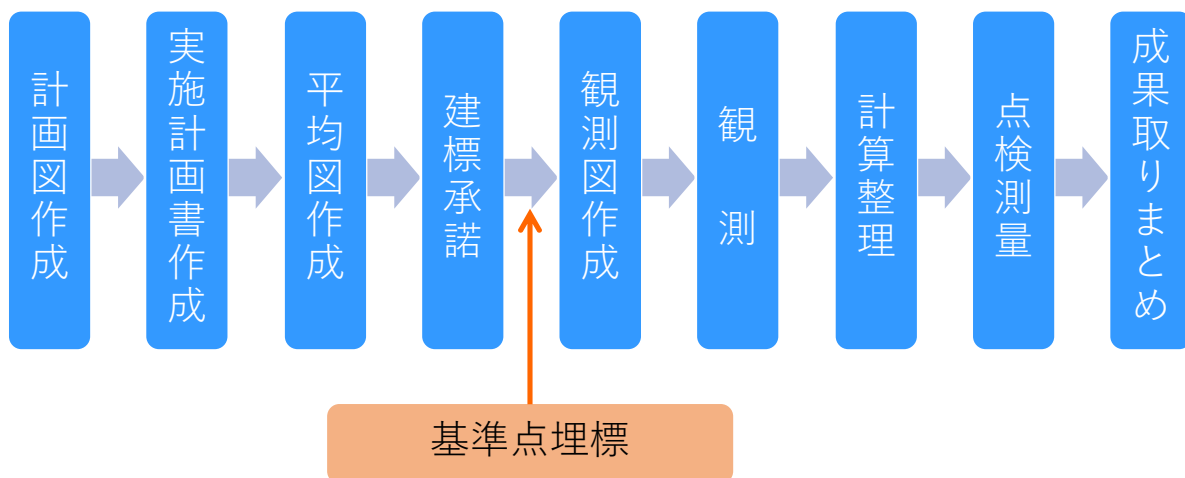 計画図作成
実施計画書作成
平均図作成
建標承諾
観測図作成
観測
計算整理
点検測量
成果取りまとめ
基準点埋標